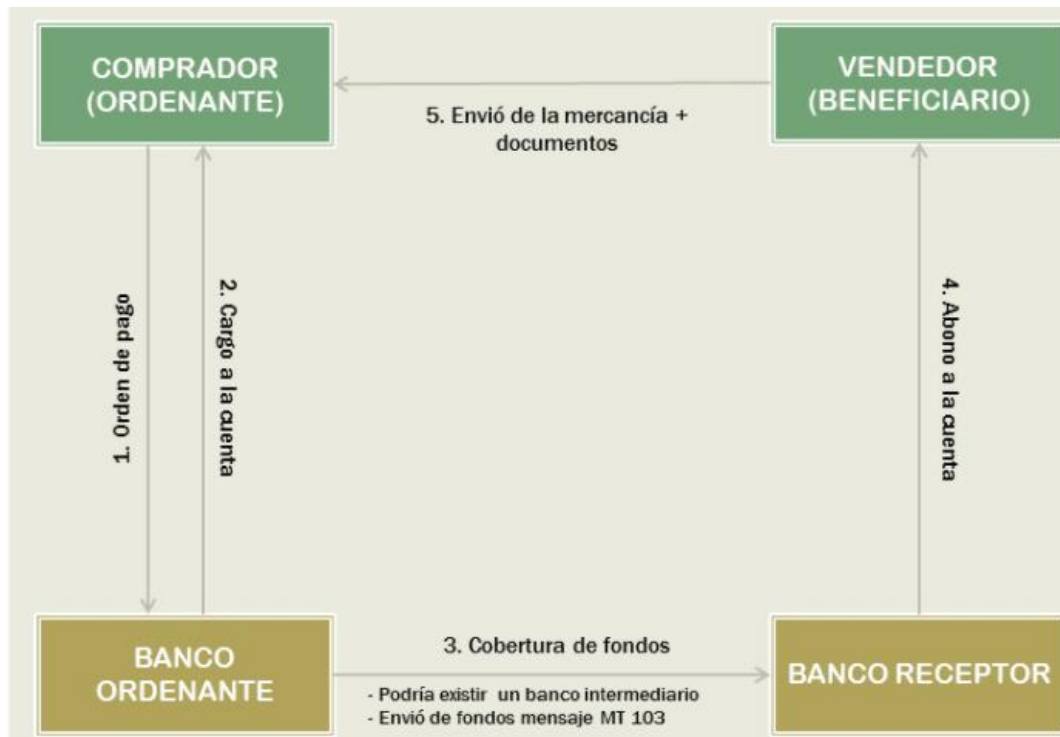 COMPRADOR
(ORDENANTE)
VENDEDOR
(BENEFICIARIO)
5. Envió de la mercancía +
documentos
1. Orden de pago
2. Cargo a la cuenta
4. Abono a la cuenta
BANCO
ORDENANTE
3. Cobertura de fondos
- Podría existir un banco intermediario
- Envió de fondos mensaje MT 103
BANCO RECEPTOR